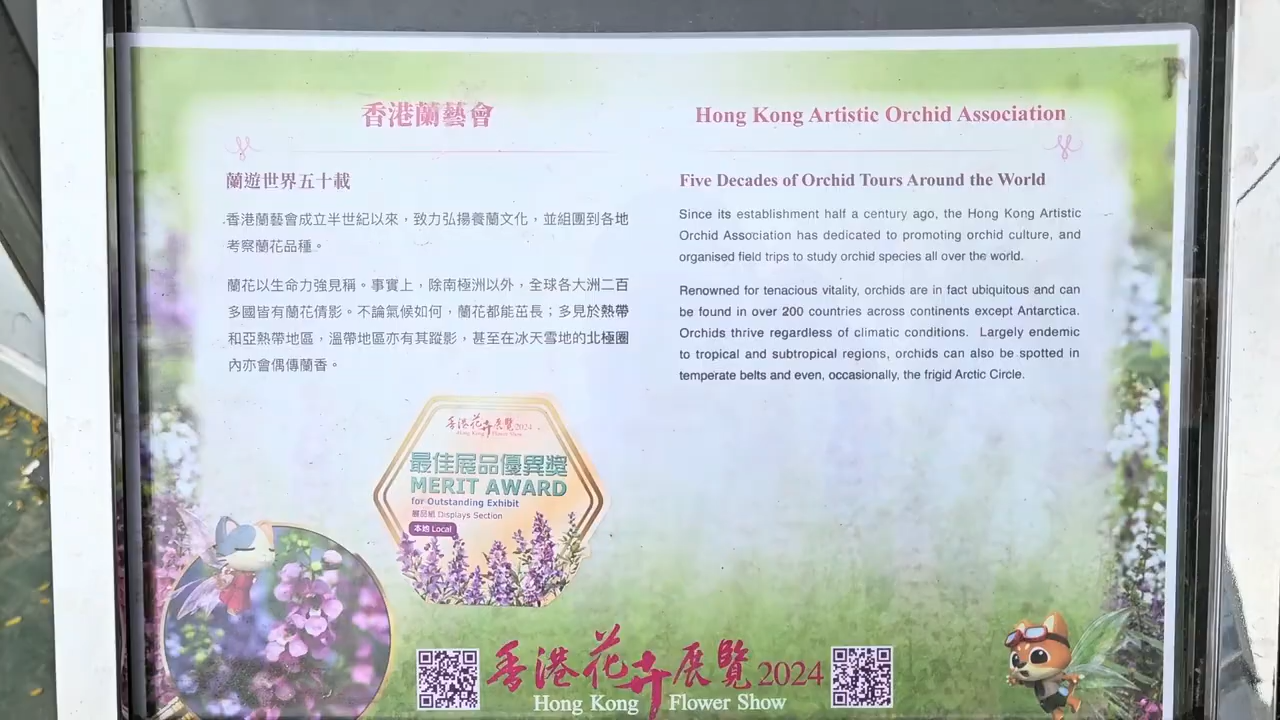 香港蘭藝會
蘭遊世界五十載
香港蘭藝會成立半世紀以來，致力弘揚養蘭文化，並組團到各地
考察蘭花品種。
蘭花以生命力強見稱。事實上，除南極洲以外，全球各大洲二百
多國皆有蘭花倩影。不論氣候如何，蘭花都能茁長；多見於熱帶
和亞熱帶地區，溫帶地區亦有其蹤影，甚至在冰天雪地的北極圈
內亦會偶傳蘭香。
Hong Kong Artistic Orchid Association
Five Decades of Orchid Tours Around the World
Since its establishment half a century ago, the Hong Kong Artistic
Orchid Association has dedicated to promoting orchid culture, and
organised field trips to study orchid species all over the world.
Renowned for tenacious vitality, orchids are in fact ubiquitous and can
be found in over 200 countries across continents except Antarctica.
Orchids thrive regardless of climatic conditions. Largely endemic
to tropical and subtropical regions, orchids can also be spotted in
temperate belts and even, occasionally, the frigid Arctic Circle.
香港花卉展覽2024
Hong Kong Flower Show
最佳展品優異獎
MERIT AWARD
for Outstanding Exhibit
展品組 Displays Section
本地 Local
香港花卉展覽2024
Hong Kong Flower Show